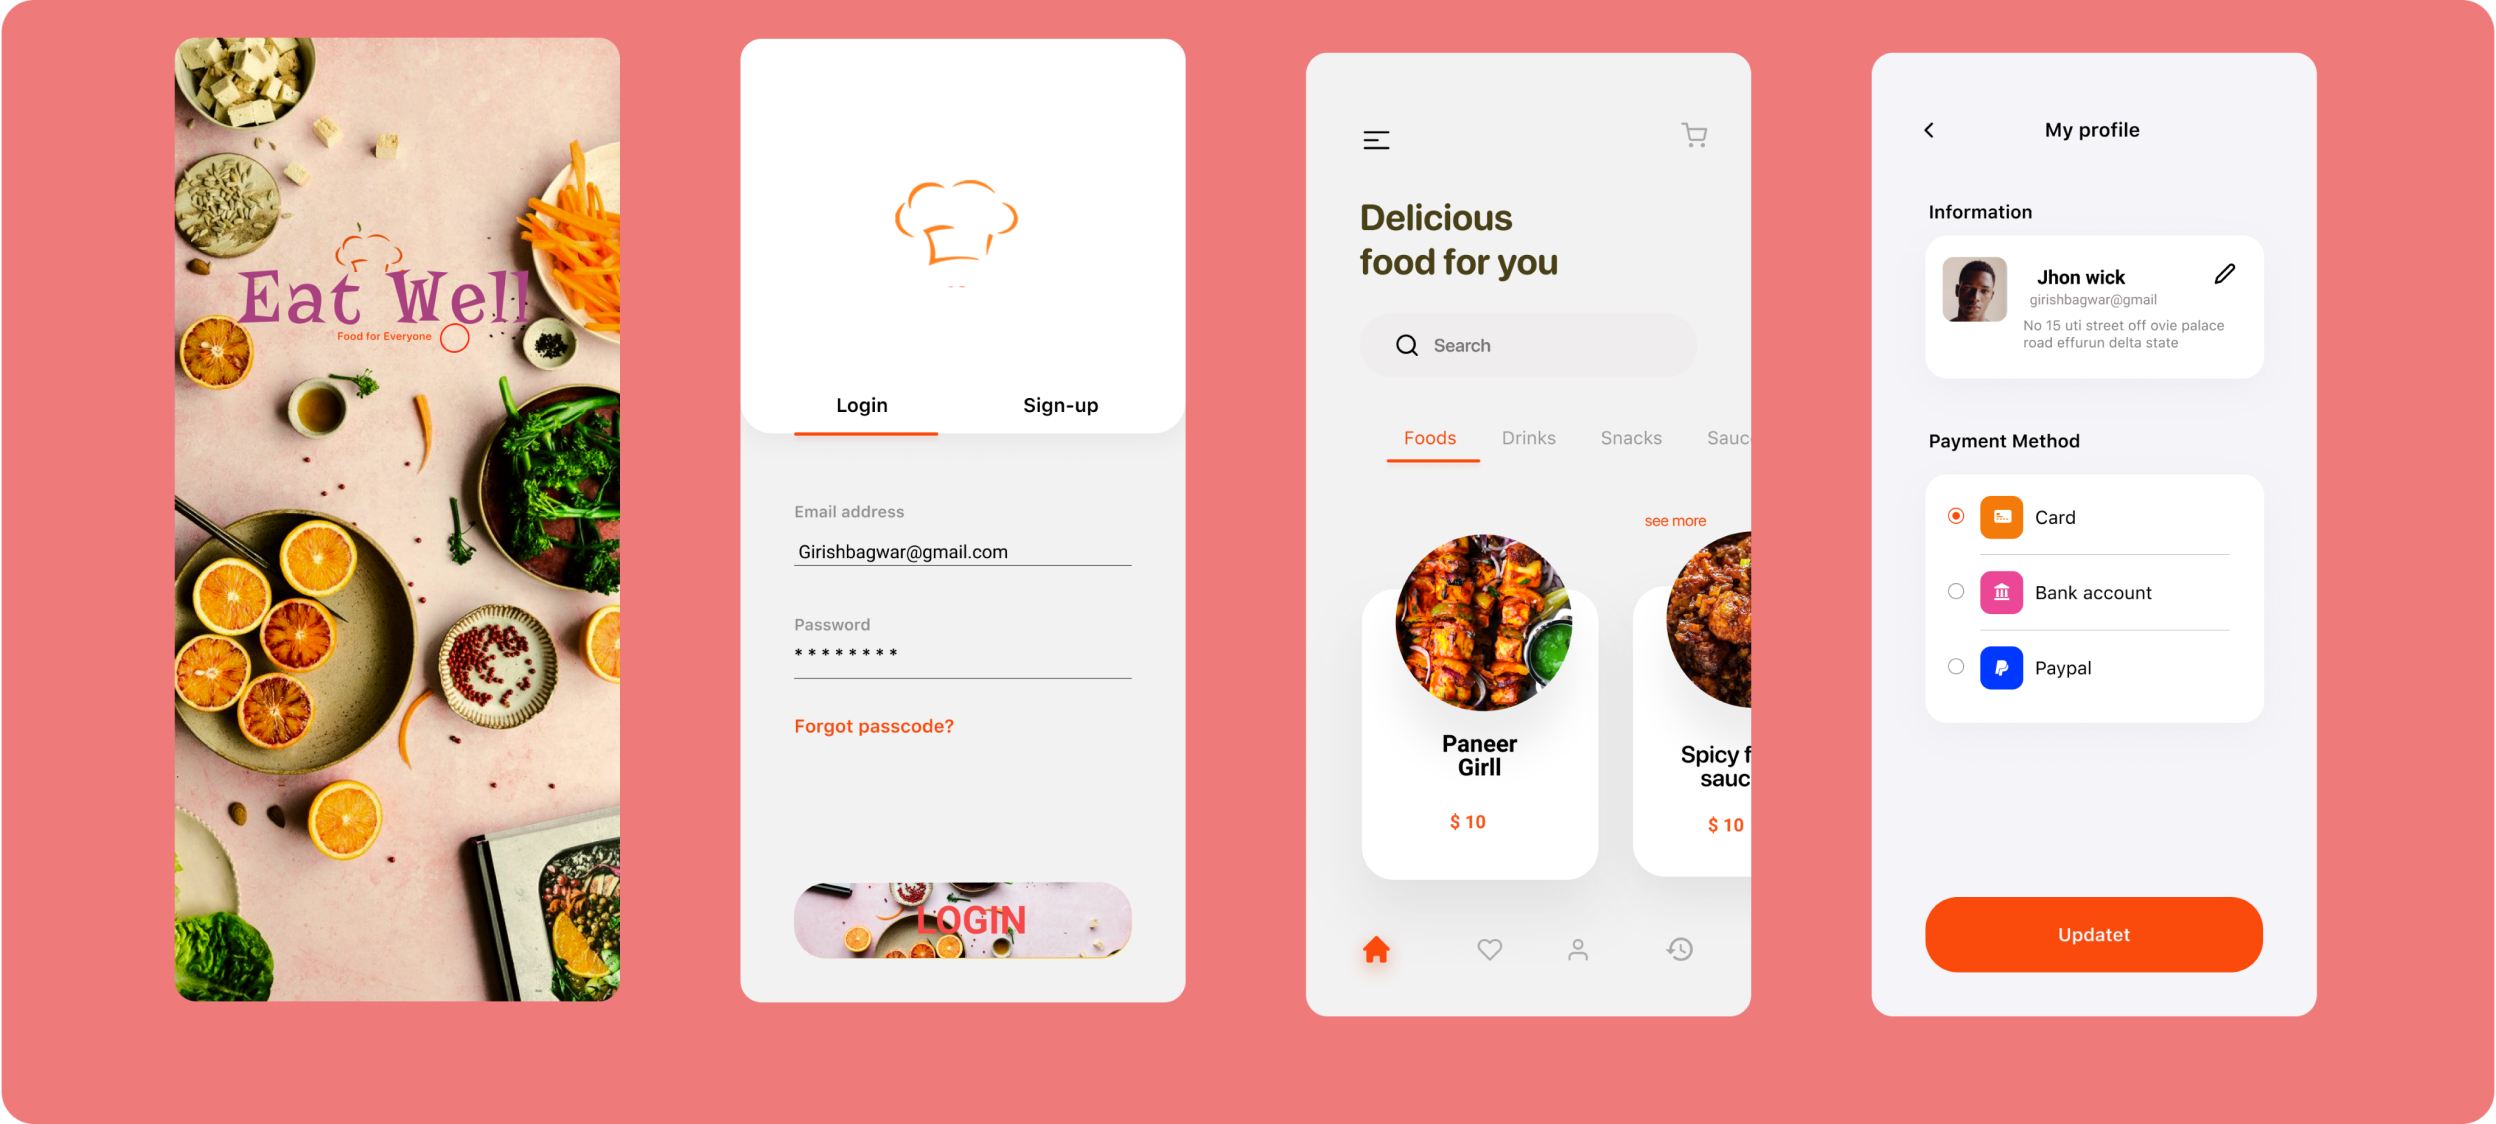 Eat Well
Food for Everyone
Login
Sign-up
Email address
Girishbagwar@gmail.com
Password
********
Forgot passcode?
LOGIN
Delicious
food for you
Search
Foods
Drinks
Snacks
Sauc
see more
Paneer
Girll
$ 10
Spicy f
sauc
$ 10
My profile
Information
Jhon wick
girishbagwar@gmail
No 15 uti street off ovie palace
road effurun delta state
Payment Method
Card
Bank account
Paypal
Updatet